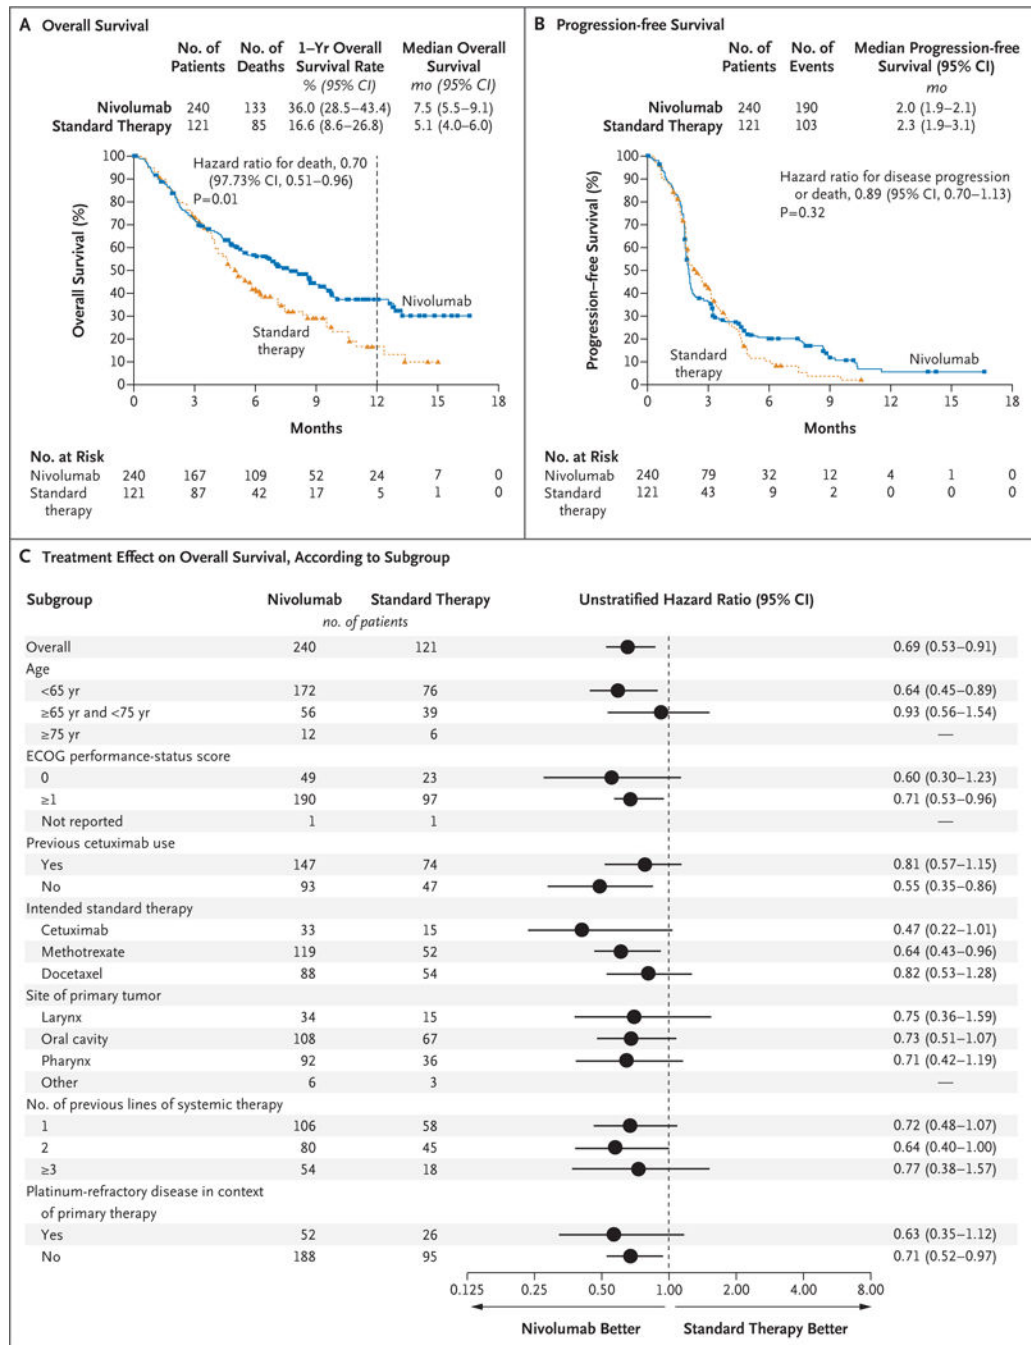 A Overall Survival
No. of Patients No. of Deaths 1–Yr Overall Survival Rate Median Overall Survival
% (95% CI) mo (95% CI)
Nivolumab 240 133 36.0 (28.5–43.4) 7.5 (5.5–9.1)
Standard Therapy 121 85 16.6 (8.6–26.8) 5.1 (4.0–6.0)
Overall Survival (%)
100
90
80
70
60
50
40
30
20
10
0
Hazard ratio for death, 0.70
(97.73% CI, 0.51–0.96)
P=0.01
Nivolumab
Standard
therapy
0 3 6 9 12 15 18
Months
No. at Risk
Nivolumab 240 167 109 52 24 7 0
Standard therapy 121 87 42 17 5 1 0
B Progression-free Survival
No. of Patients No. of Events Median Progression-free Survival (95% CI)
mo
Nivolumab 240 190 2.0 (1.9–2.1)
Standard Therapy 121 103 2.3 (1.9–3.1)
Progression–free Survival (%)
100
90
80
70
60
50
40
30
20
10
0
Hazard ratio for disease progression
or death, 0.89 (95% CI, 0.70–1.13)
P=0.32
Standard
therapy
Nivolumab
0 3 6 9 12 15 18
Months
No. at Risk
Nivolumab 240 79 32 12 4 1 0
Standard therapy 121 43 9 2 0 0 0
C Treatment Effect on Overall Survival, According to Subgroup
Subgroup Nivolumab Standard Therapy Unstratified Hazard Ratio (95% CI)
no. of patients
Overall 240 121 0.69 (0.53–0.91)
Age
<65 yr 172 76 0.64 (0.45–0.89)
≥65 yr and <75 yr 56 39 0.93 (0.56–1.54)
≥75 yr 12 6 —
ECOG performance-status score
0 49 23 0.60 (0.30–1.23)
≥1 190 97 0.71 (0.53–0.96)
Not reported 1 1 —
Previous cetuximab use
Yes 147 74 0.81 (0.57–1.15)
No 93 47 0.55 (0.35–0.86)
Intended standard therapy
Cetuximab 33 15 0.47 (0.22–1.01)
Methotrexate 119 52 0.64 (0.43–0.96)
Docetaxel 88 54 0.82 (0.53–1.28)
Site of primary tumor
Larynx 34 15 0.75 (0.36–1.59)
Oral cavity 108 67 0.73 (0.51–1.07)
Pharynx 92 36 0.71 (0.42–1.19)
Other 6 3 —
No. of previous lines of systemic therapy
1 106 58 0.72 (0.48–1.07)
2 80 45 0.64 (0.40–1.00)
≥3 54 18 0.77 (0.38–1.57)
Platinum-refractory disease in context
of primary therapy
Yes 52 26 0.63 (0.35–1.12)
No 188 95 0.71 (0.52–0.97)
0.125 0.25 0.50 1.00 2.00 4.00 8.00
Nivolumab Better Standard Therapy Better